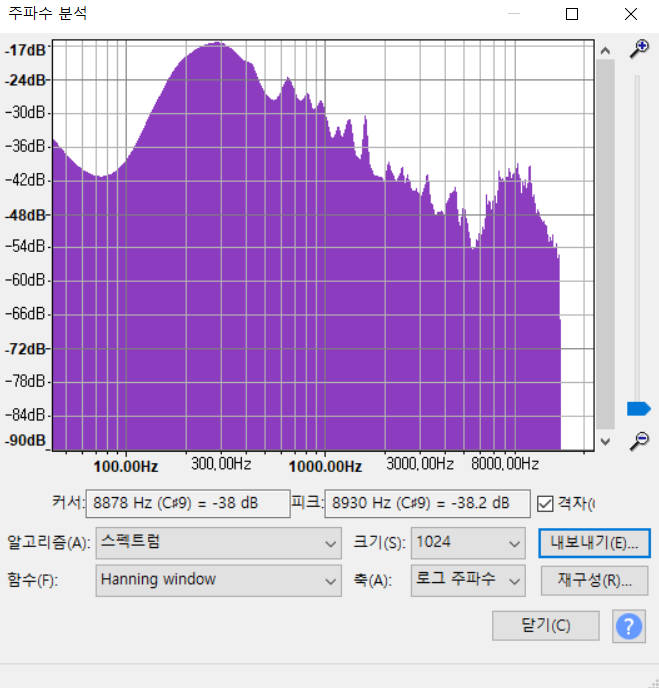 주파수 분석
-17dB
-24dB
-30dB
-36dB
-42dB
-48dB
-54dB
-60dB
-66dB
-72dB
-78dB
-84dB
-90dB
100.00Hz 300.00Hz 1000.00Hz 3000.00Hz 8000.00Hz
커서: 8878 Hz (C♯9) = -38 dB 피크: 8930 Hz (C♯9) = -38.2 dB 격자(
알고리즘(A): 스펙트럼 크기(S): 1024 내보내기(E)...
함수(F): Hanning window 축(A): 로그 주파수 재구성(R)...
닫기(C) ?